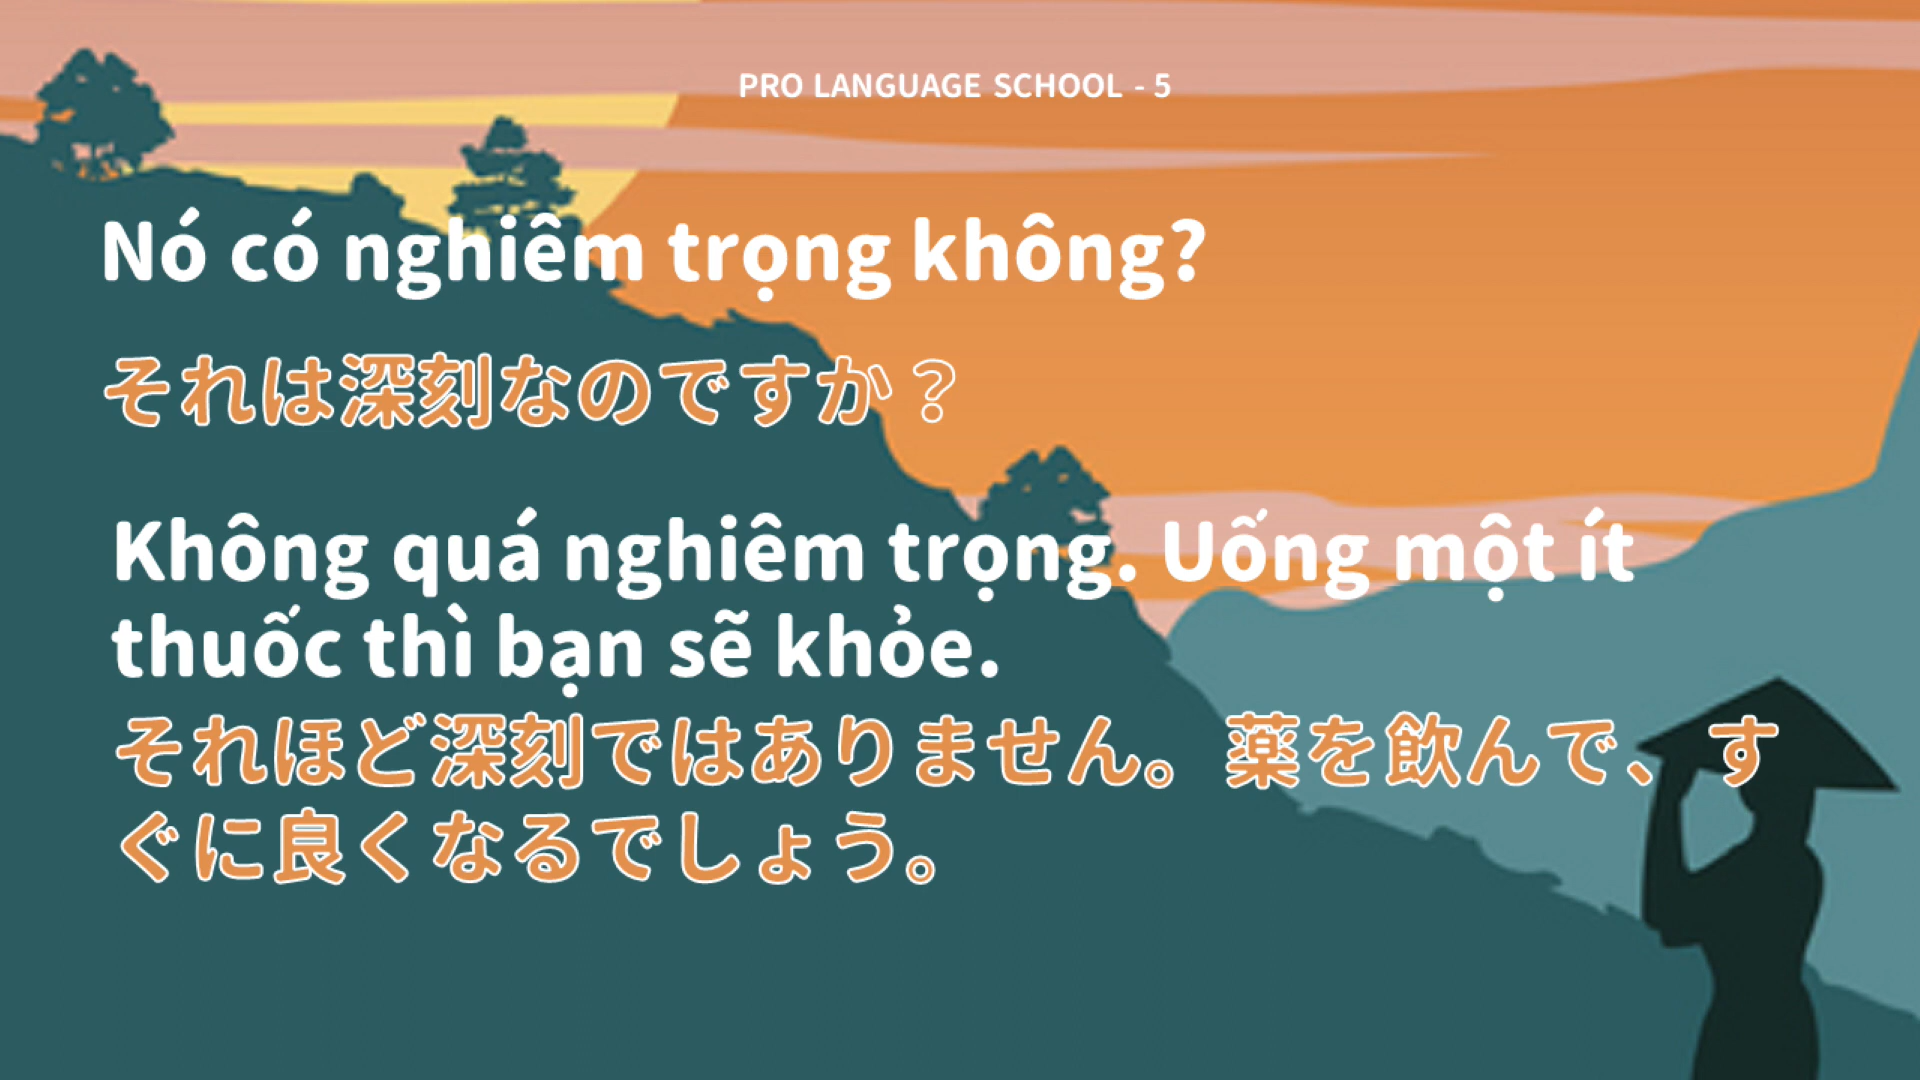 PRO LANGUAGE SCHOOL - 5
Nó có nghiêm trọng không?
それは深刻なのですか？
Không quá nghiêm trọng. Uống một ít
thuốc thì bạn sẽ khỏe.
それほど深刻ではありません。薬を飲んで、す
ぐに良くなるでしょう。